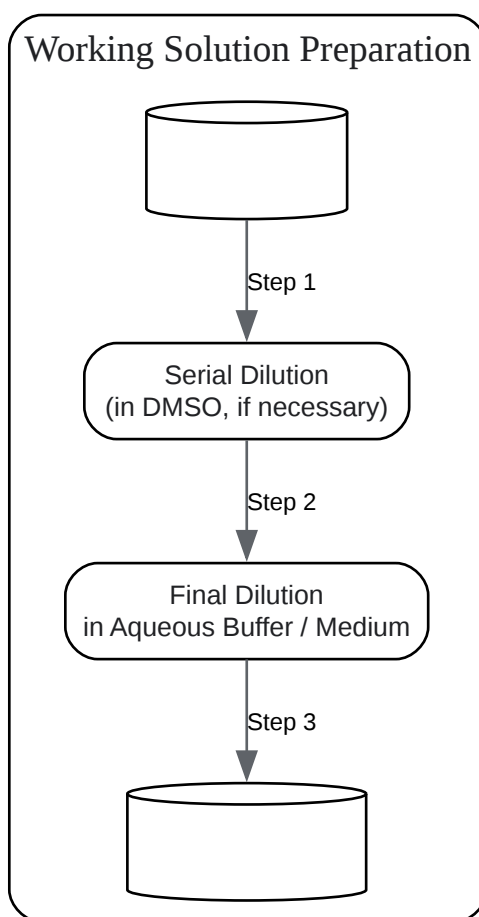 Working Solution Preparation
Step 1
Serial Dilution
(in DMSO, if necessary)
Step 2
Final Dilution
in Aqueous Buffer / Medium
Step 3